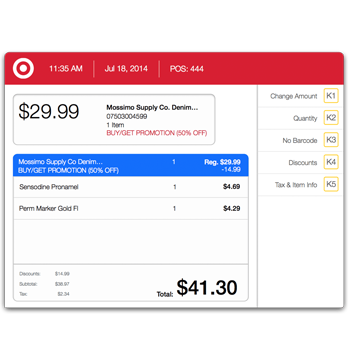 11:35 AM Jul 18, 2014 POS: 444
$29.99
Mossimo Supply Co. Denim...
07503004599
1 Item
BUY/GET PROMOTION (50% OFF)
Mossimo Supply Co Denim... 1 Reg. $29.99
BUY/GET PROMOTION (50% OFF) -14.99
Sensodine Pronamel 1 $4.69
Perm Marker Gold FI 1 $4.29
Discounts: $14.99
Subtotal: $38.97
Tax: $2.34
Total: $41.30
Change Amount K1
Quantity K2
No Barcode K3
Discounts K4
Tax & Item Info K5